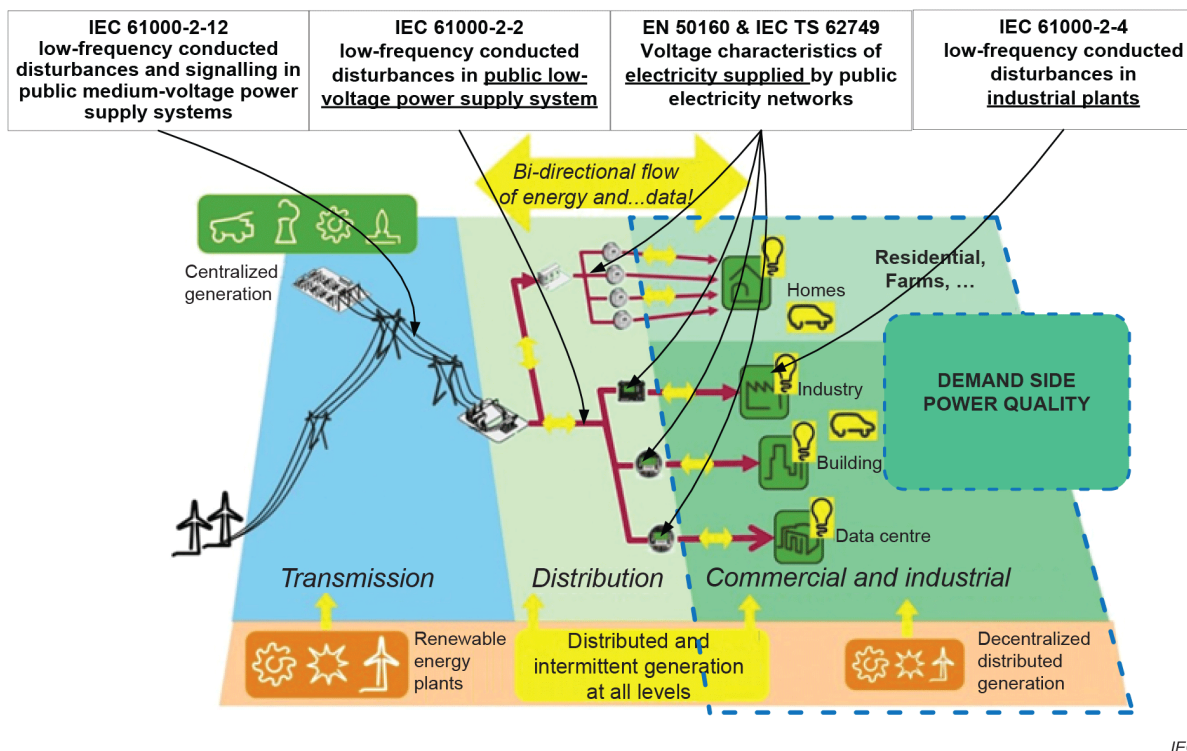 IEC 61000-2-12
low-frequency conducted
disturbances and signalling in
public medium-voltage power
supply systems
IEC 61000-2-2
low-frequency conducted
disturbances in public low-
voltage power supply system
EN 50160 & IEC TS 62749
Voltage characteristics of
electricity supplied by public
electricity networks
IEC 61000-2-4
low-frequency conducted
disturbances in
industrial plants
Bi-directional flow
of energy and...data!
Centralized
generation
Residential,
Farms, …
Homes
Industry
DEMAND SIDE
POWER QUALITY
Building
Data centre
Transmission
Distribution
Commercial and industrial
Renewable
energy
plants
Distributed and
intermittent generation
at all levels
Decentralized
distributed
generation